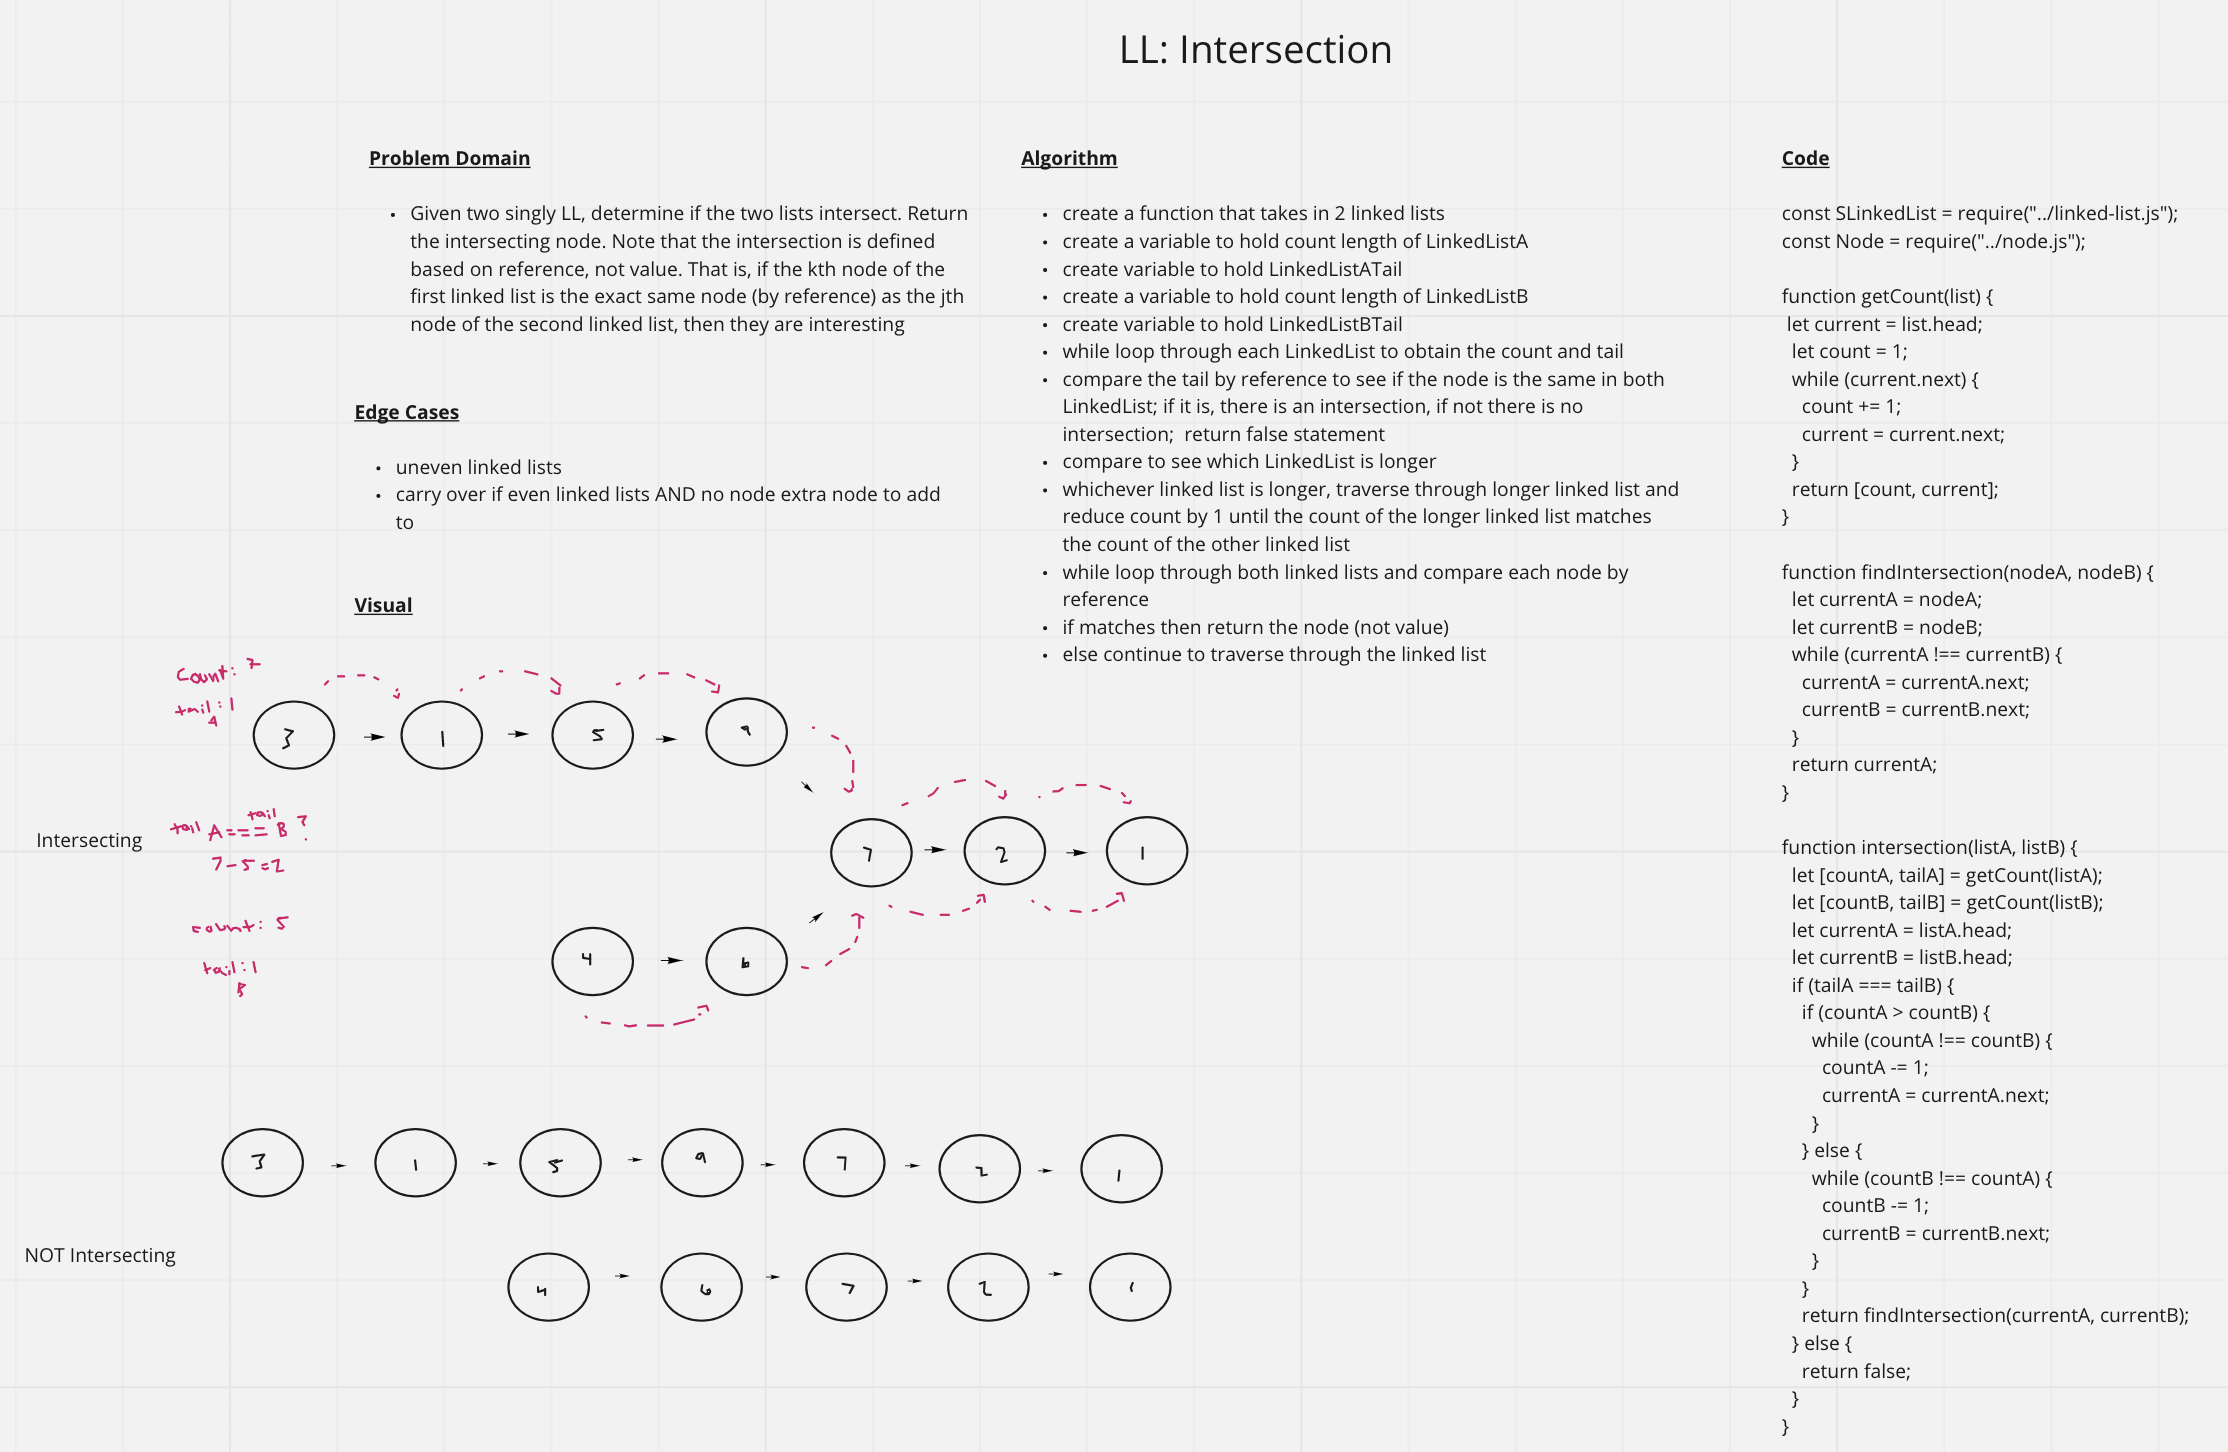 LL: Intersection
Problem Domain
• Given two singly LL, determine if the two lists intersect. Return
the intersecting node. Note that the intersection is defined
based on reference, not value. That is, if the kth node of the
first linked list is the exact same node (by reference) as the jth
node of the second linked list, then they are interesting
Edge Cases
• uneven linked lists
• carry over if even linked lists AND no node extra node to add
to
Visual
Count: 7
tail: 1
A
3 1 5 9
Intersecting
tail
tail A === B ?
7 - 5 = 2
7 2 1
count: 5
tail: 1
B
4 6
3 1 5 9 7 2 1
NOT Intersecting
4 6 7 2 1
Algorithm
• create a function that takes in 2 linked lists
• create a variable to hold count length of LinkedListA
• create variable to hold LinkedListATail
• create a variable to hold count length of LinkedListB
• create variable to hold LinkedListBTail
• while loop through each LinkedList to obtain the count and tail
• compare the tail by reference to see if the node is the same in both
LinkedList; if it is, there is an intersection, if not there is no
intersection;  return false statement
• compare to see which LinkedList is longer
• whichever linked list is longer, traverse through longer linked list and
reduce count by 1 until the count of the longer linked list matches
the count of the other linked list
• while loop through both linked lists and compare each node by
reference
• if matches then return the node (not value)
• else continue to traverse through the linked list
Code
const SLinkedList = require("../linked-list.js");
const Node = require("../node.js");
function getCount(list) {
let current = list.head;
let count = 1;
while (current.next) {
count += 1;
current = current.next;
}
return [count, current];
}
function findIntersection(nodeA, nodeB) {
let currentA = nodeA;
let currentB = nodeB;
while (currentA !== currentB) {
currentA = currentA.next;
currentB = currentB.next;
}
return currentA;
}
function intersection(listA, listB) {
let [countA, tailA] = getCount(listA);
let [countB, tailB] = getCount(listB);
let currentA = listA.head;
let currentB = listB.head;
if (tailA === tailB) {
if (countA > countB) {
while (countA !== countB) {
countA -= 1;
currentA = currentA.next;
}
} else {
while (countB !== countA) {
countB -= 1;
currentB = currentB.next;
}
}
return findIntersection(currentA, currentB);
} else {
return false;
}
}